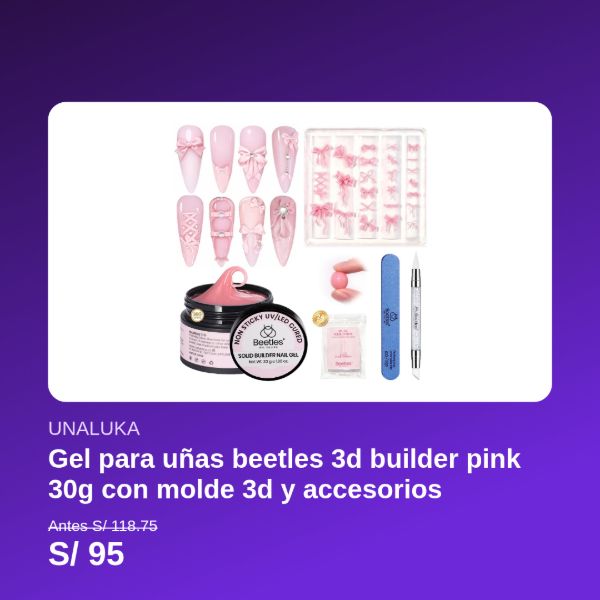 NON STICKY UV/LED CURED
Beetles
SOLID BUILDER NAIL GEL
Beetles
UNALUKA
Gel para uñas beetles 3d builder pink
30g con molde 3d y accesorios
Antes S/ 118.75
S/ 95